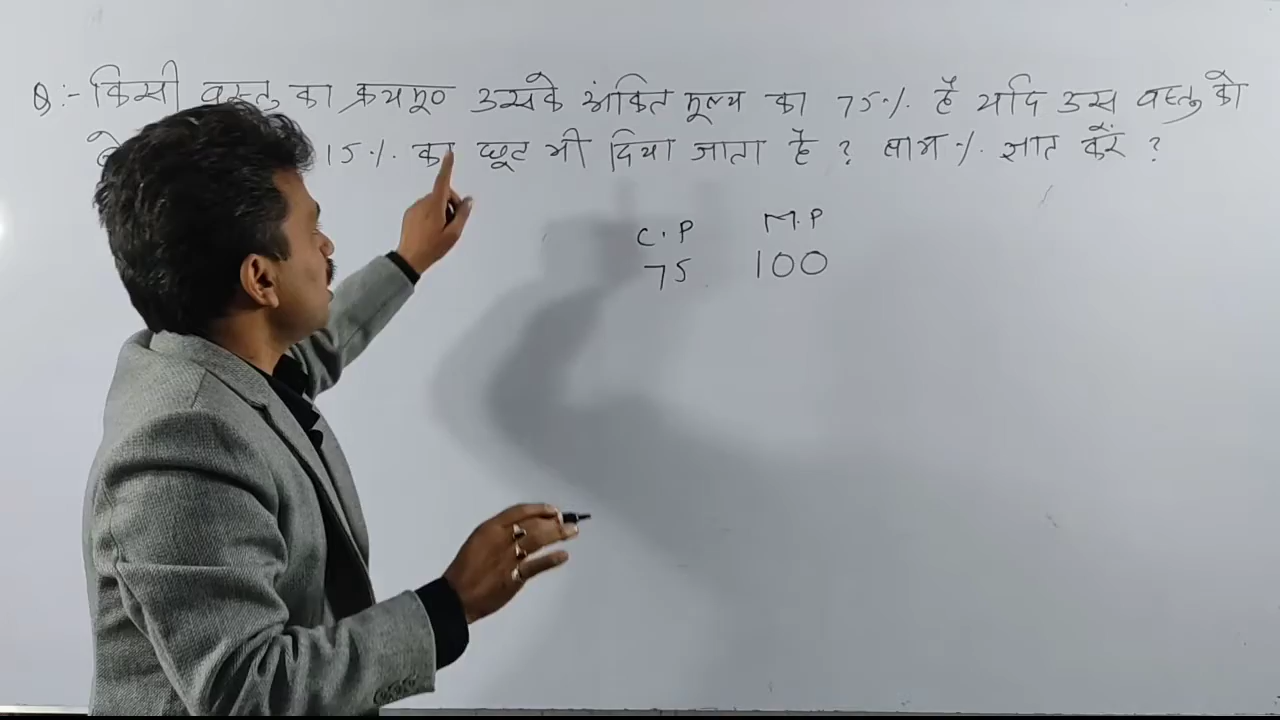 Q:- किसी वस्तु का क्रयमू० उसके अंकित मूल्य का 75% है यदि उस वस्तु को
15% का छूट भी दिया जाता है ? लाभ % ज्ञात करें ?
C.P M.P
75 100